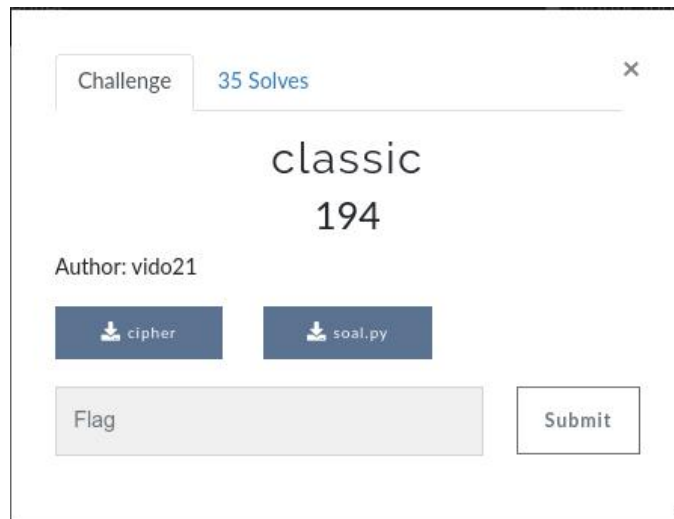 Challenge 35 Solves ×
classic
194
Author: vido21
cipher soal.py
Flag Submit